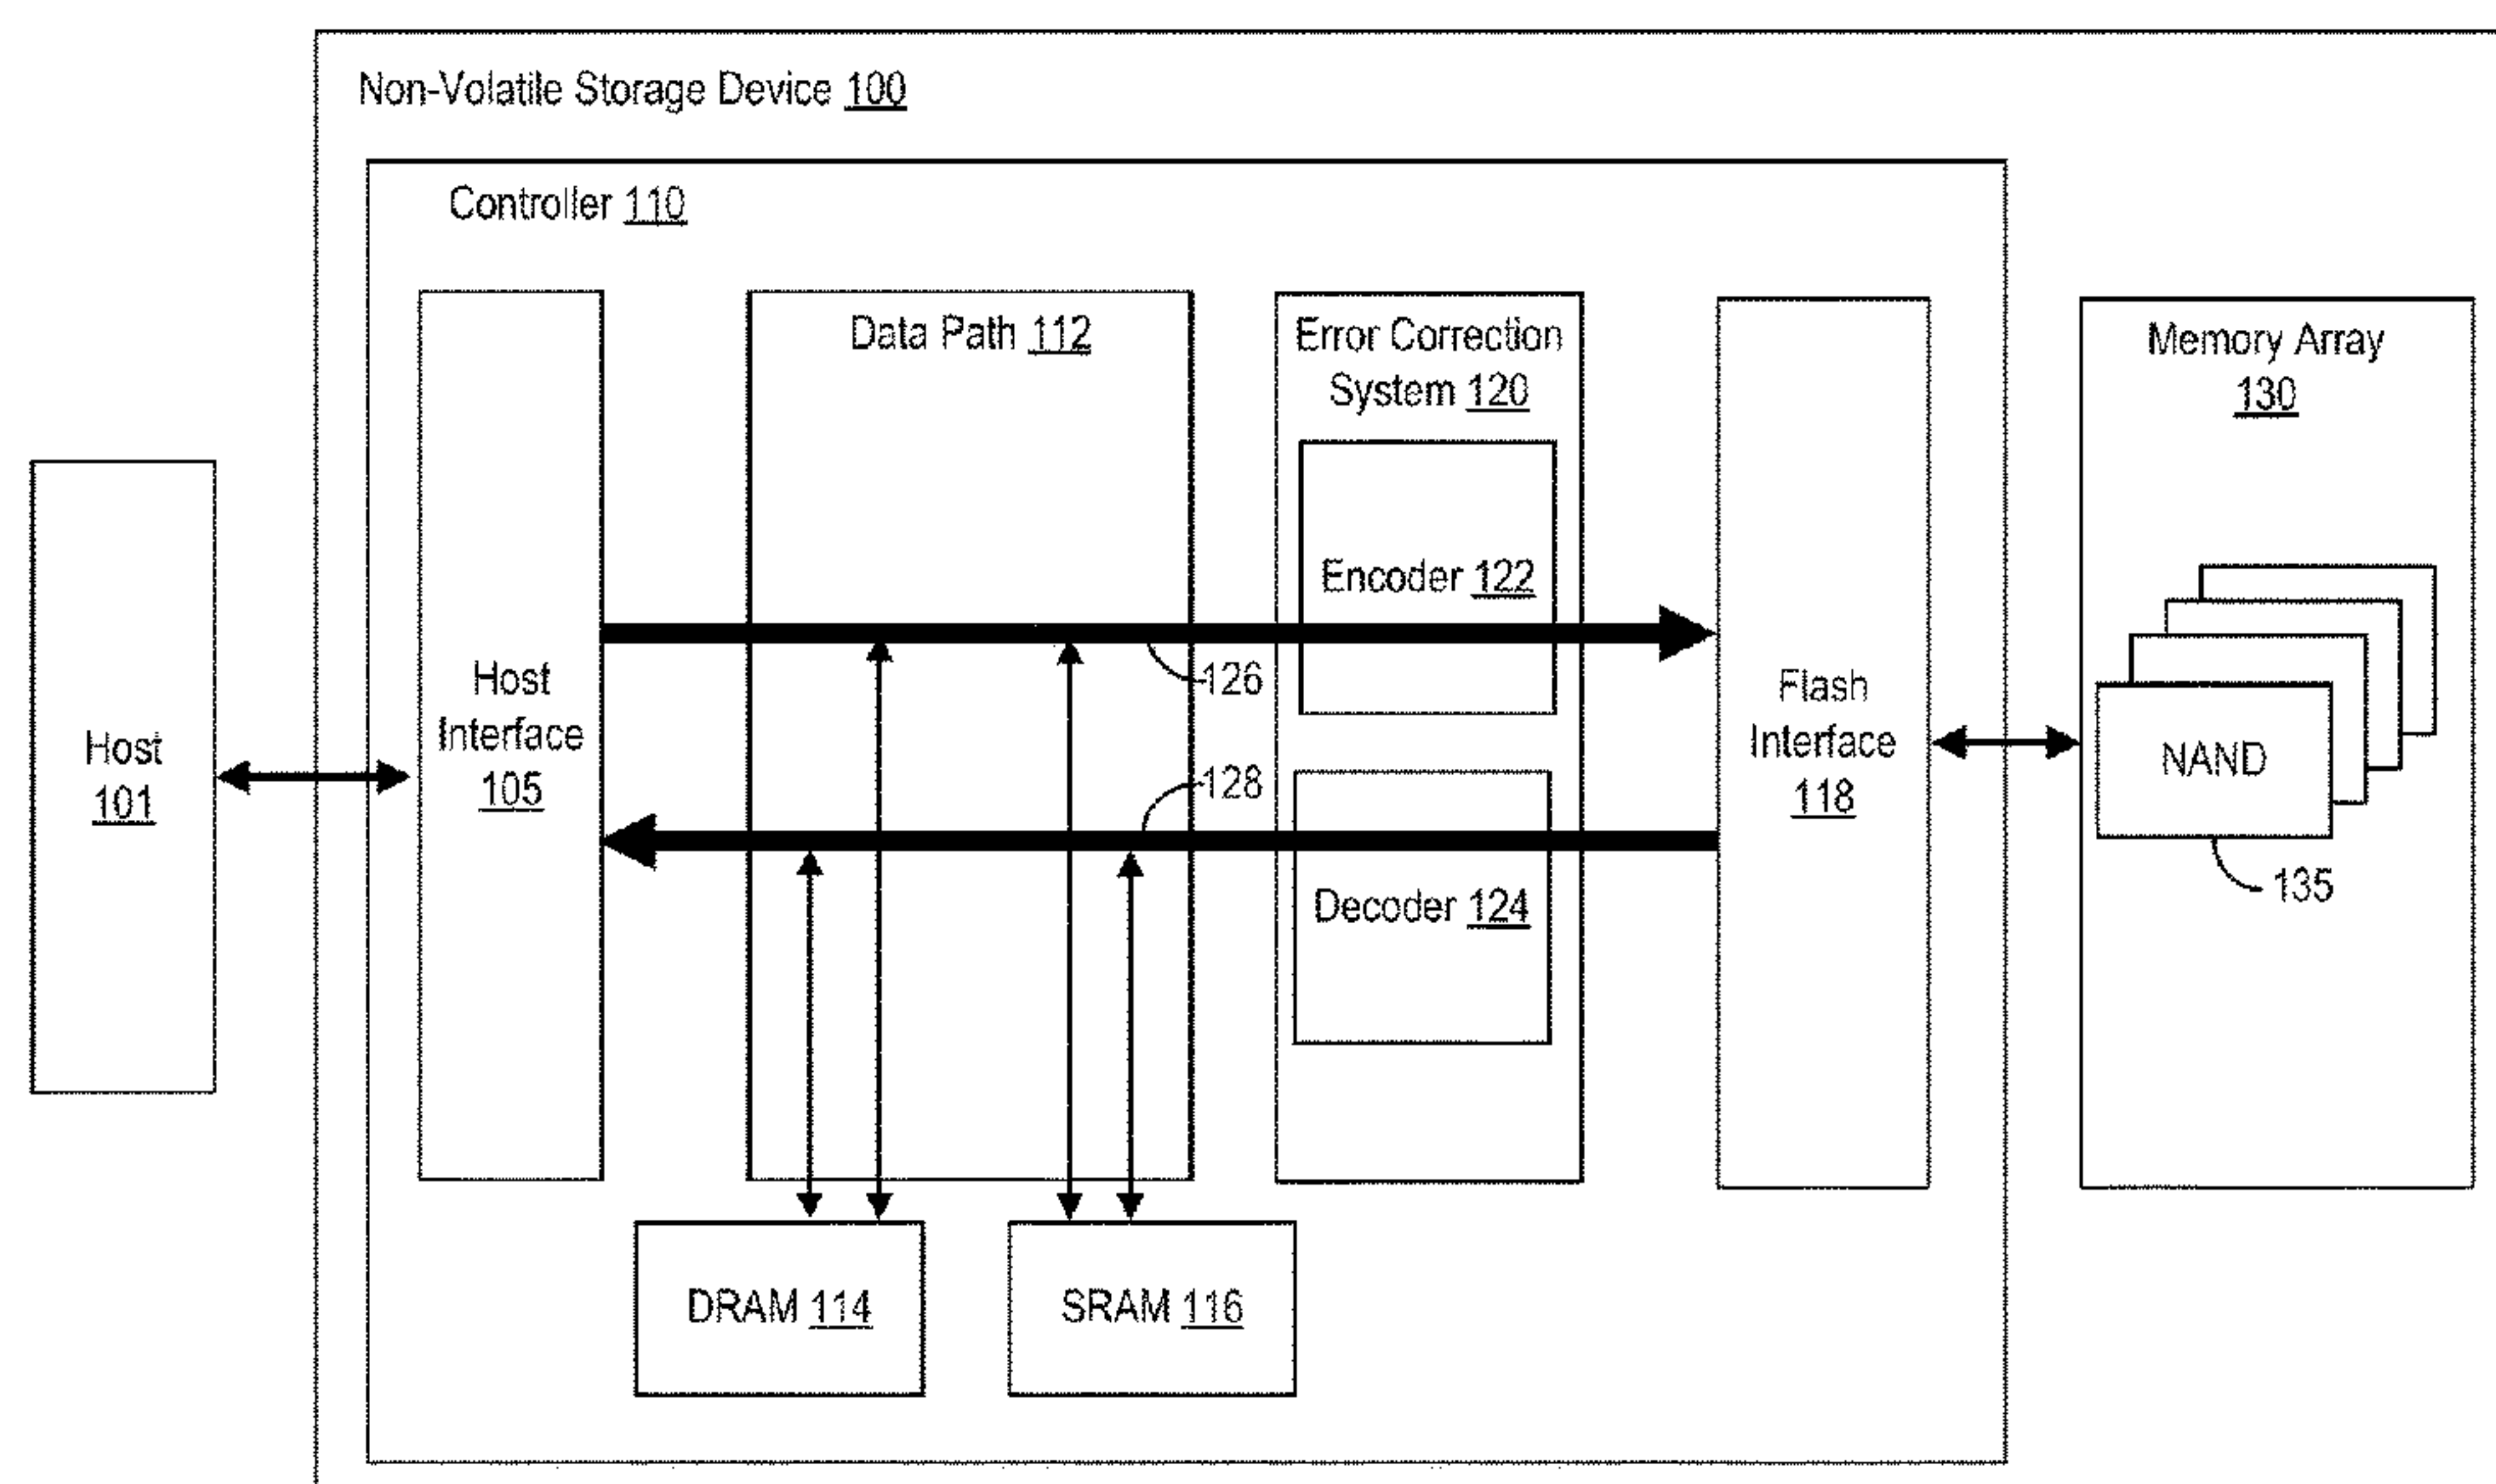 Non-Volatile Storage Device 100
Controller 110
Data Path 112
Error Correction
System 120
Memory Array
130
Encoder 122
Host
Interface
105
126
Flash
Interface
118
Host
101
128
NAND
135
Decoder 124
DRAM 114
SRAM 116